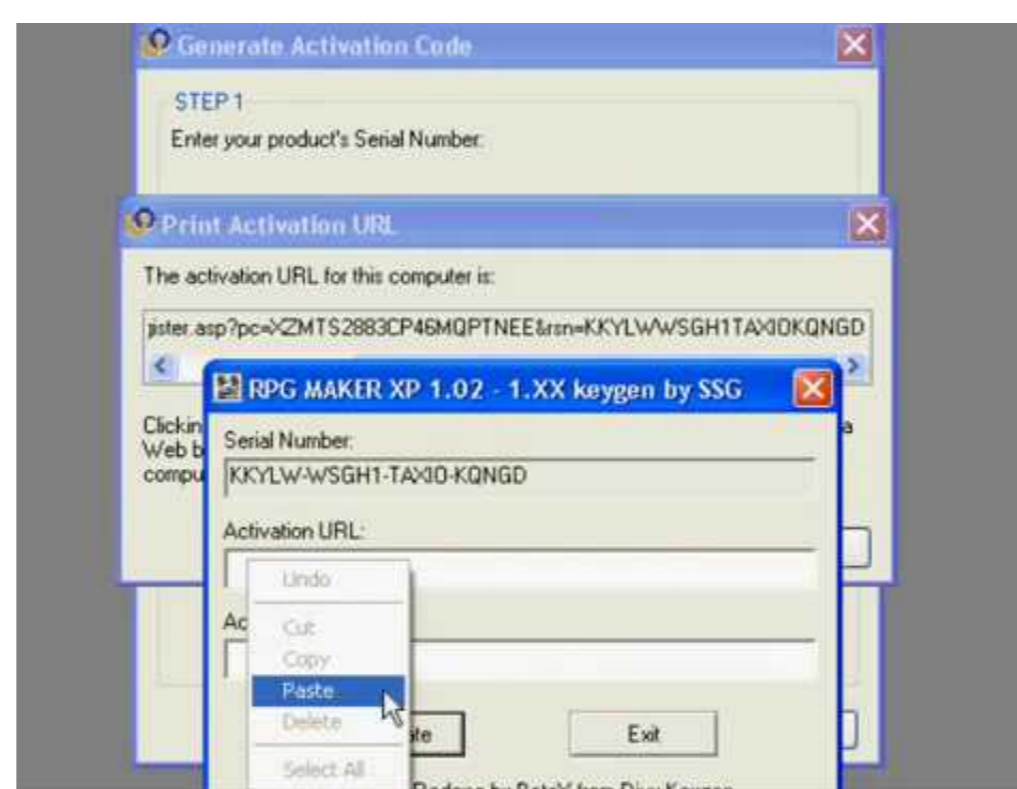 Generate Activation Code
STEP 1
Enter your product's Serial Number:
Print Activation URL
The activation URL for this computer is:
jister.asp?pc=XZMTS2883CP46MQPTNEE&rsn=KKYLWWSGH1TAXIOKQNGD
Clickin
a
Web b
compu
RPG MAKER XP 1.02 - 1.XX keygen by SSG
Serial Number:
KKYLW-WSGH1-TAXIO-KQNGD
Activation URL:
Undo
Ac
Cut
Copy
Paste
Delete
ate
Exit
Select All